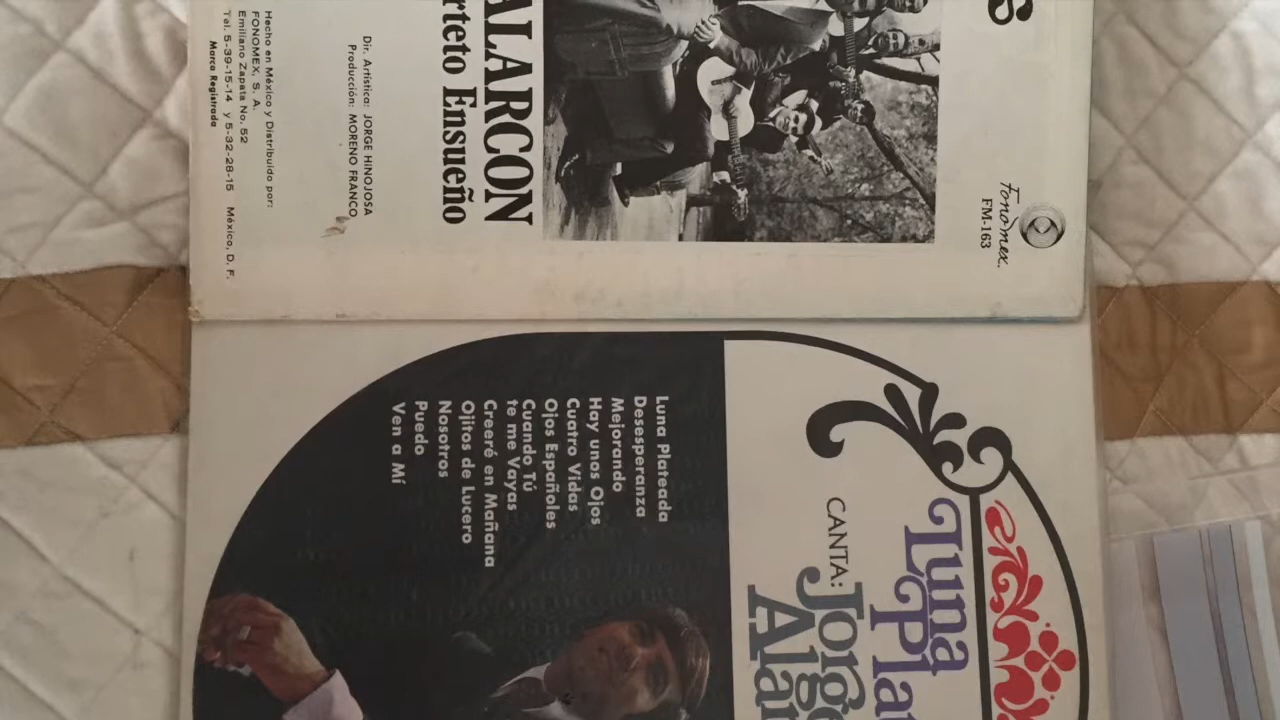 S
Fonómex.
FM-163
ALARCON
rteto Ensueño
Dir. Artística: JORGE HINOJOSA
Producción: MORENO FRANCO
Hecho en México y Distribuido por:
FONOMEX, S. A.
Emiliano Zapata No. 52
Tel. 5-39-15-14 y 5-32-28-15 México, D. F.
Marca Registrada
Luna
Pla
CANTA:
Jorge
Alar
Luna Plateada
Desesperanza
Mejorando
Hay unos Ojos
Cuatro Vidas
Ojos Españoles
Cuando Tú
te me Vayas
Creeré en Mañana
Ojitos de Lucero
Nosotros
Puedo
Ven a Mí